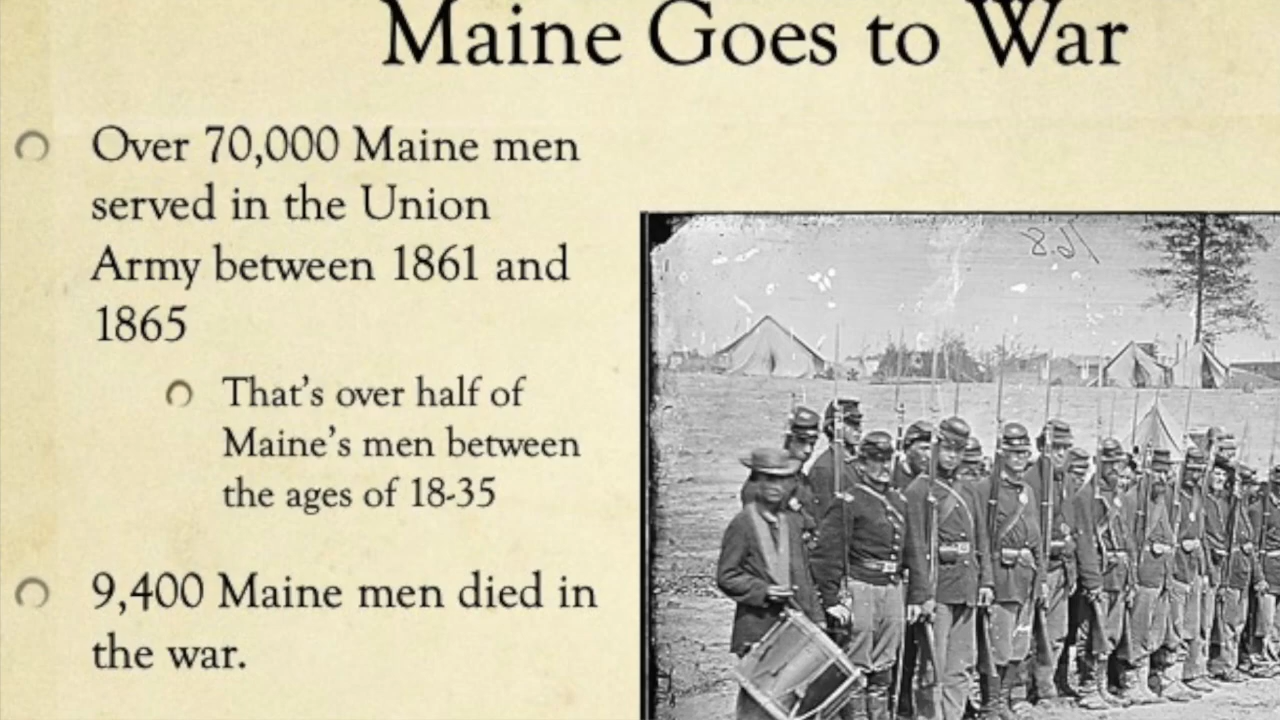 Maine Goes to War
Over 70,000 Maine men
served in the Union
Army between 1861 and
1865
That's over half of
Maine's men between
the ages of 18-35
9,400 Maine men died in
the war.